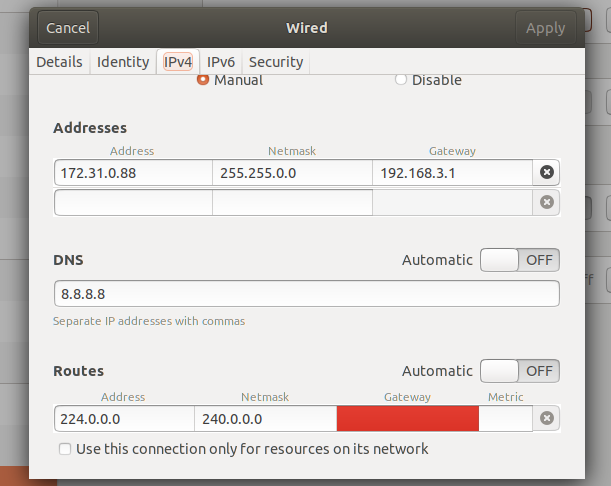 Cancel Wired Apply
Details Identity IPv4 IPv6 Security
Manual Disable
Addresses
Address Netmask Gateway
172.31.0.88 255.255.0.0 192.168.3.1
DNS Automatic OFF
8.8.8.8
Separate IP addresses with commas
Routes Automatic OFF
Address Netmask Gateway Metric
224.0.0.0 240.0.0.0
Use this connection only for resources on its network